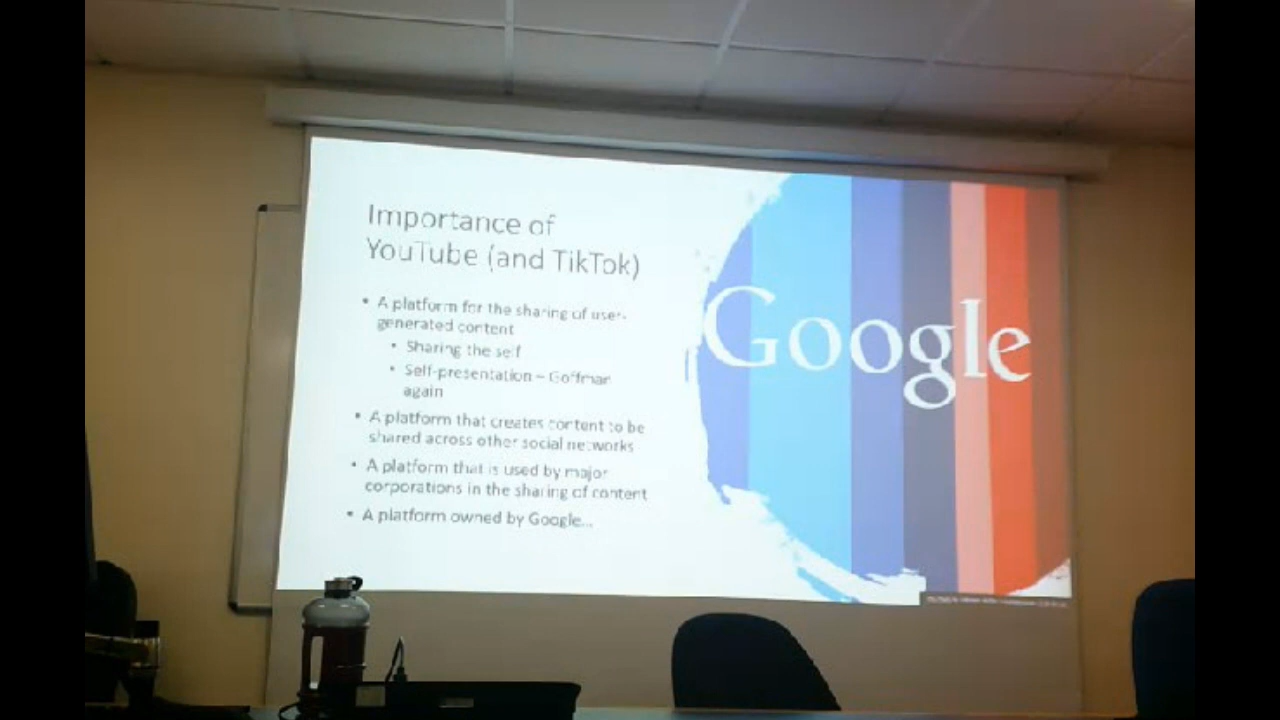 Importance of
YouTube (and TikTok)
• A platform for the sharing of user-
generated content
• Sharing the self
• Self-presentation – Goffman
again
• A platform that creates content to be
shared across other social networks
• A platform that is used by major
corporations in the sharing of content
• A platform owned by Google...
Google